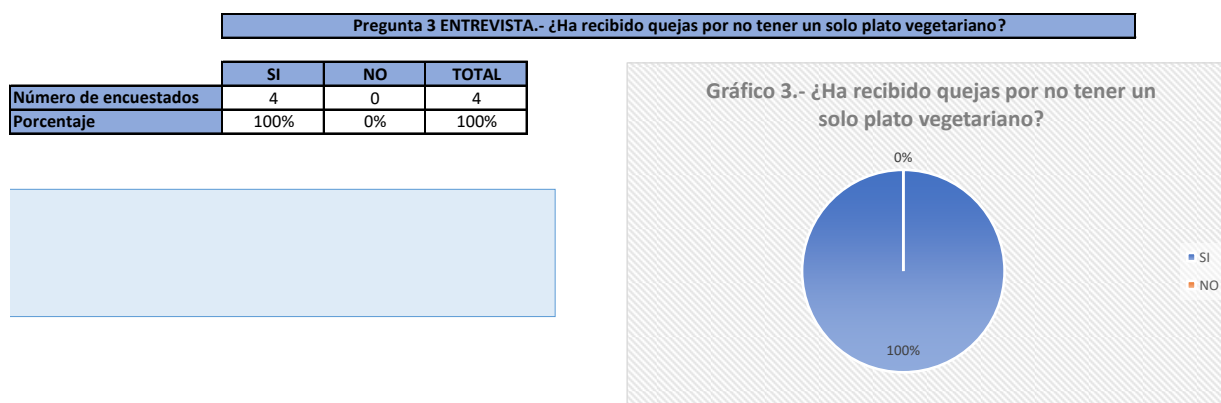 Pregunta 3 ENTREVISTA.- ¿Ha recibido quejas por no tener un solo plato vegetariano?
SI NO TOTAL
Número de encuestados 4 0 4
Porcentaje 100% 0% 100%
Gráfico 3.- ¿Ha recibido quejas por no tener un
solo plato vegetariano?
0%
100%
SI
NO